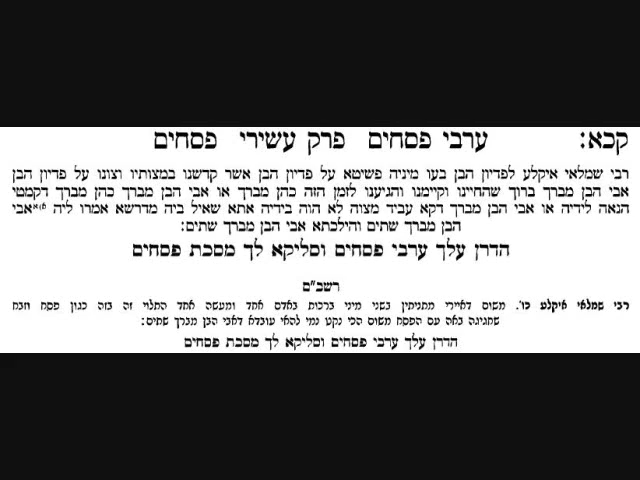 קכא: ערבי פסחים פרק עשירי פסחים
רבי שמלאי איקלע לפדיון הבן בעו מיניה פשיטא על פדיון הבן אשר קדשנו במצותיו וצונו על פדיון הבן
אבי הבן מברך ברוך שהחיינו וקיימנו והגיענו לזמן הזה כהן מברך או אבי הבן מברך כהן מברך דקמטי
הנאה לידיה או אבי הבן מברך דקא עביד מצוה לא הוה בידיה אתא שאיל ביה מדרשא אמרו ליה אבי
הבן מברך שתים והילכתא אבי הבן מברך שתים:
הדרן עלך ערבי פסחים וסליקא לך מסכת פסחים
רשב"ם
רבי שמלאי איקלע כו'. משום דאיירי מתניתין בשני מיני ברכות באדם אחד ומעשה אחד התלוי זה בזה כגון פסח וזבח
שחגיגה באה עם הפסח משום הכי נקט נמי להאי עובדא דאבי הבן מברך שתים:
הדרן עלך ערבי פסחים וסליקא לך מסכת פסחים